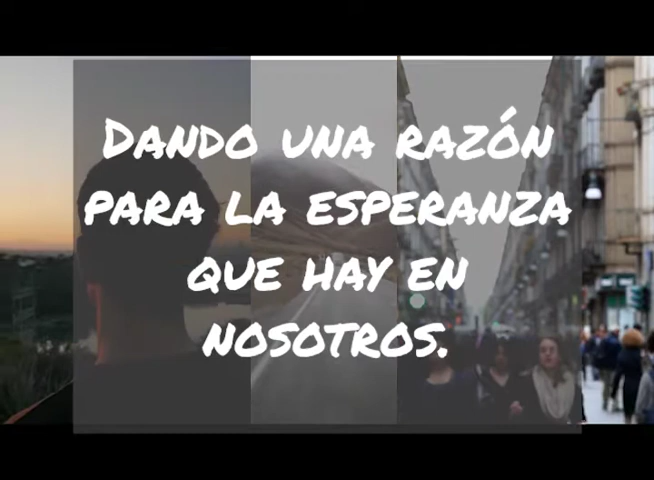 DANDO UNA RAZÓN
PARA LA ESPERANZA
QUE HAY EN
NOSOTROS.